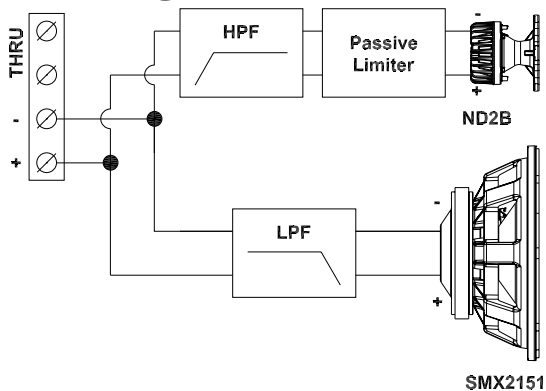 THRU
-
+
HPF
Passive
Limiter
-
+
ND2B
LPF
-
+
SMX2151